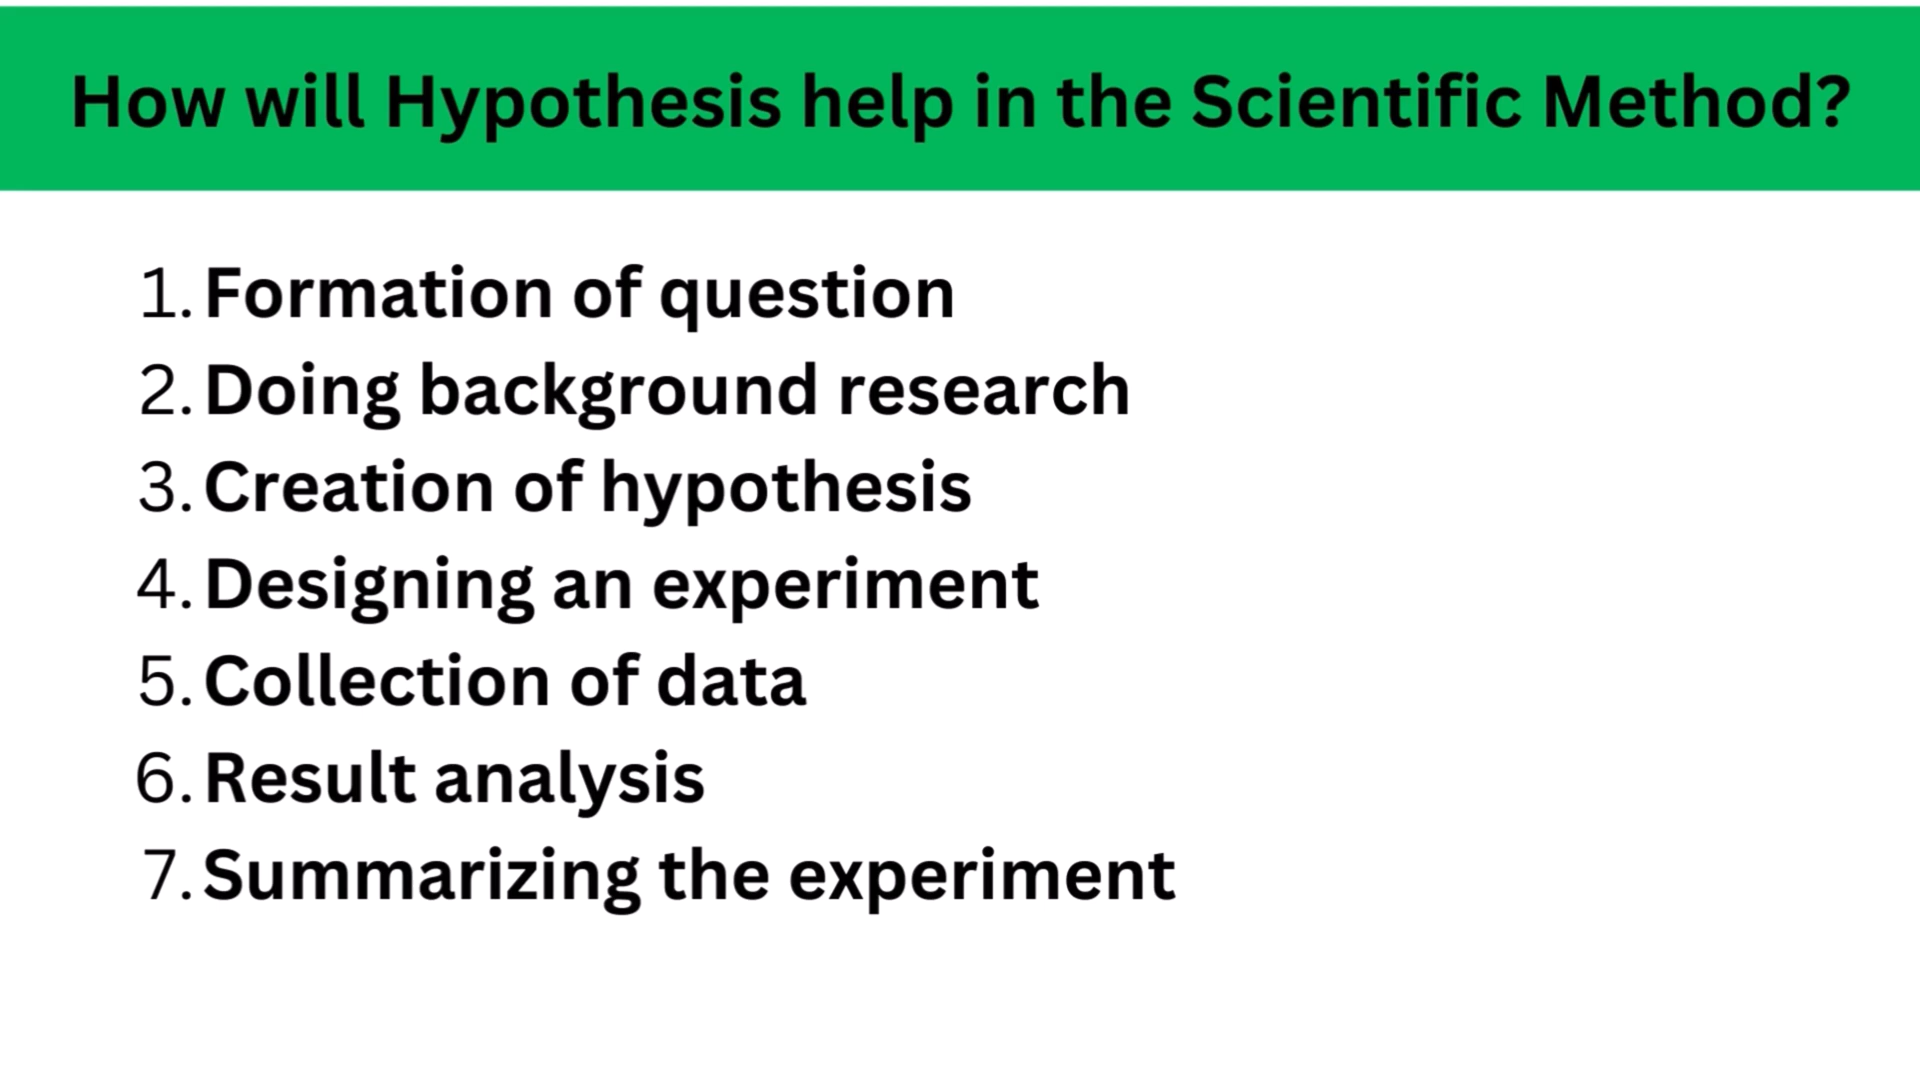 How will Hypothesis help in the Scientific Method?
1. Formation of question
2. Doing background research
3. Creation of hypothesis
4. Designing an experiment
5. Collection of data
6. Result analysis
7. Summarizing the experiment